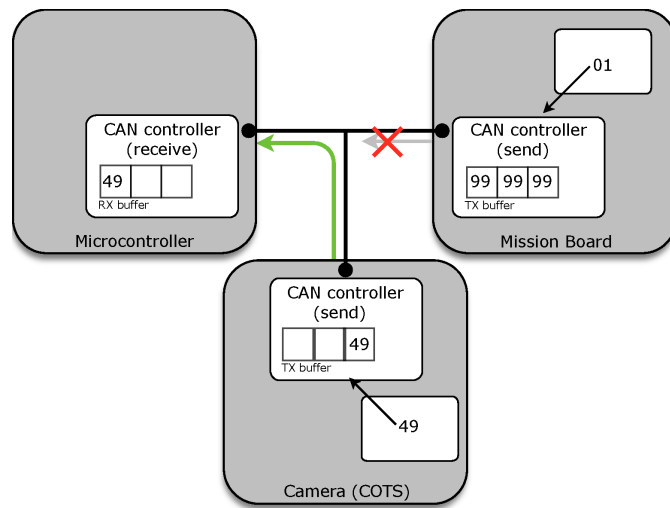 01
CAN controller
(receive)
49
RX buffer
Microcontroller
CAN controller
(send)
99 99 99
TX buffer
Mission Board
CAN controller
(send)
49
TX buffer
49
Camera (COTS)